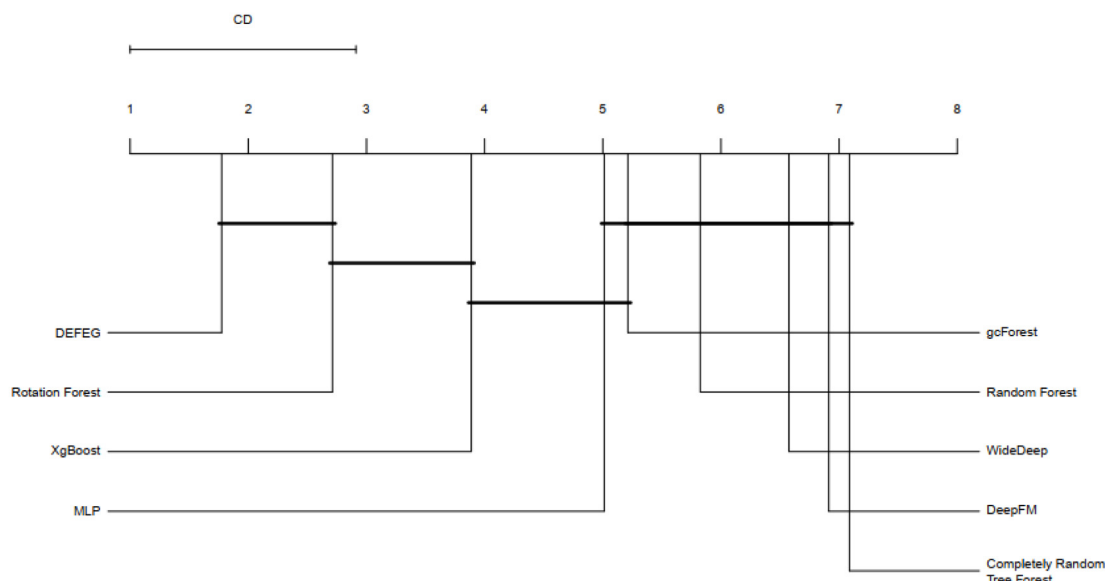 CD
1 2 3 4 5 6 7 8
DEFEG
gcForest
Rotation Forest
Random Forest
XgBoost
WideDeep
MLP
DeepFM
Completely Random
Tree Forest